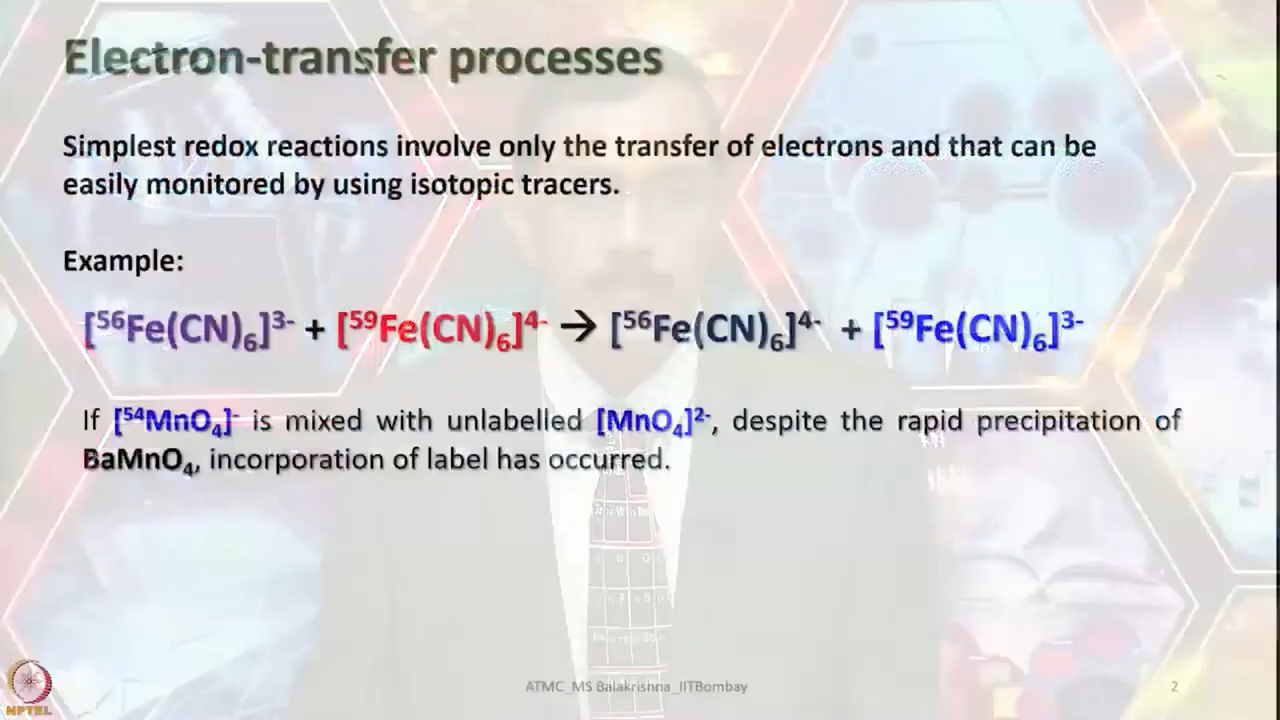 Electron-transfer processes
Simplest redox reactions involve only the transfer of electrons and that can be
easily monitored by using isotopic tracers.
Example:
[⁵⁶Fe(CN)₆]³⁻ + [⁵⁹Fe(CN)₆]⁴⁻ → [⁵⁶Fe(CN)₆]⁴⁻ + [⁵⁹Fe(CN)₆]³⁻
If [⁵⁴MnO₄]⁻ is mixed with unlabelled [MnO₄]²⁻, despite the rapid precipitation of
BaMnO₄, incorporation of label has occurred.
ATMC_MS Balakrishna_IITBombay
2
NPTEL